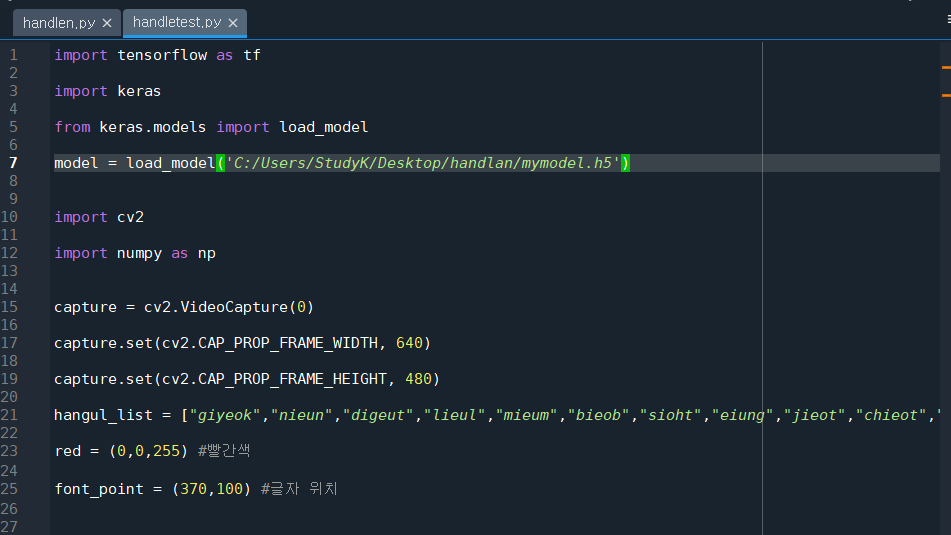 handlen.py × handletest.py ×
1 import tensorflow as tf
2
3 import keras
4
5 from keras.models import load_model
6
7 model = load_model('C:/Users/StudyK/Desktop/handlan/mymodel.h5')
8
9
10 import cv2
11
12 import numpy as np
13
14
15 capture = cv2.VideoCapture(0)
16
17 capture.set(cv2.CAP_PROP_FRAME_WIDTH, 640)
18
19 capture.set(cv2.CAP_PROP_FRAME_HEIGHT, 480)
20
21 hangul_list = ["giyeok","nieun","digeut","lieul","mieum","bieob","sioht","eiung","jieot","chieot","
22
23 red = (0,0,255) #빨간색
24
25 font_point = (370,100) #글자 위치
26
27